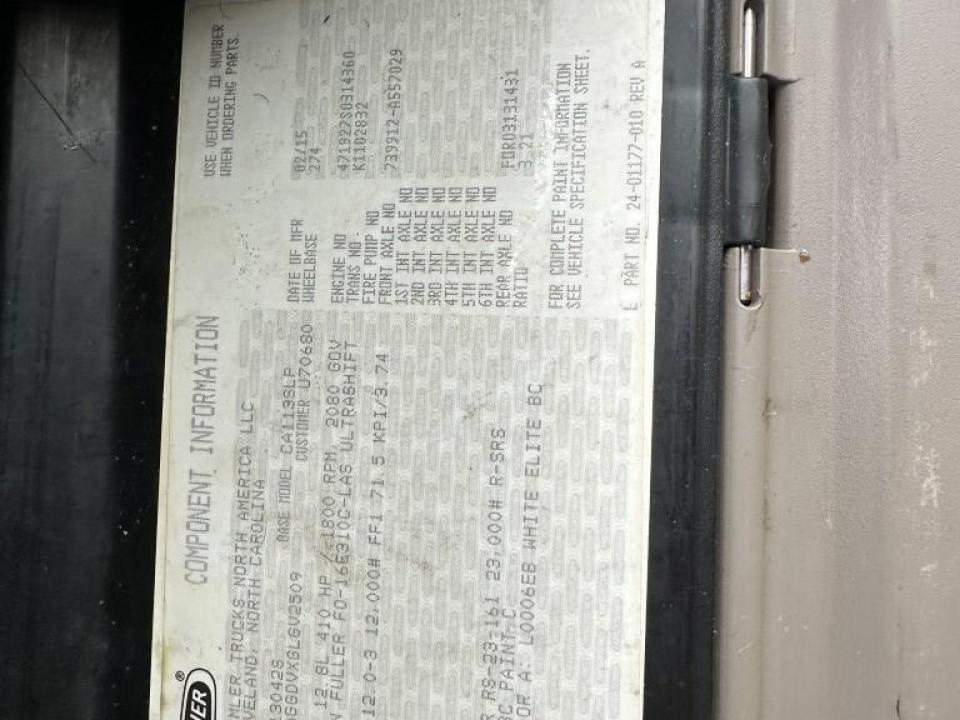 COMPONENT INFORMATION
USE VEHICLE ID NUMBER
WHEN ORDERING PARTS.
®
VER
MLER TRUCKS NORTH AMERICA LLC
VELAND, NORTH CAROLINA
13042S
BASE MODEL CA113SLP
DATE OF MFR 02/15
GGDVXGLGV2509
CUSTOMER U70680
WHEELBASE 274
12.8L 410 HP 1800 RPM, 2080 GOV
ENGINE NO 471927S0314360
N FULLER FO-16E310C-LAS ULTRASHIFT
TRANS NO K1102832
FIRE PUMP NO
12.0-3 12,000# FF1 71.5 KPI/3.74
FRONT AXLE NO 739912-A557029
1ST INT AXLE NO
2ND INT AXLE NO
3RD INT AXLE NO
4TH INT AXLE NO
5TH INT AXLE NO
6TH INT AXLE NO
R RS-23-161 23,000# R-SRS
REAR AXLE NO
RATIO 3.21
BC PAINT C
OR A: L0006EB WHITE ELITE BC
FOR COMPLETE PAINT INFORMATION
SEE VEHICLE SPECIFICATION SHEET.
PART NO. 24-01177-010 REV A